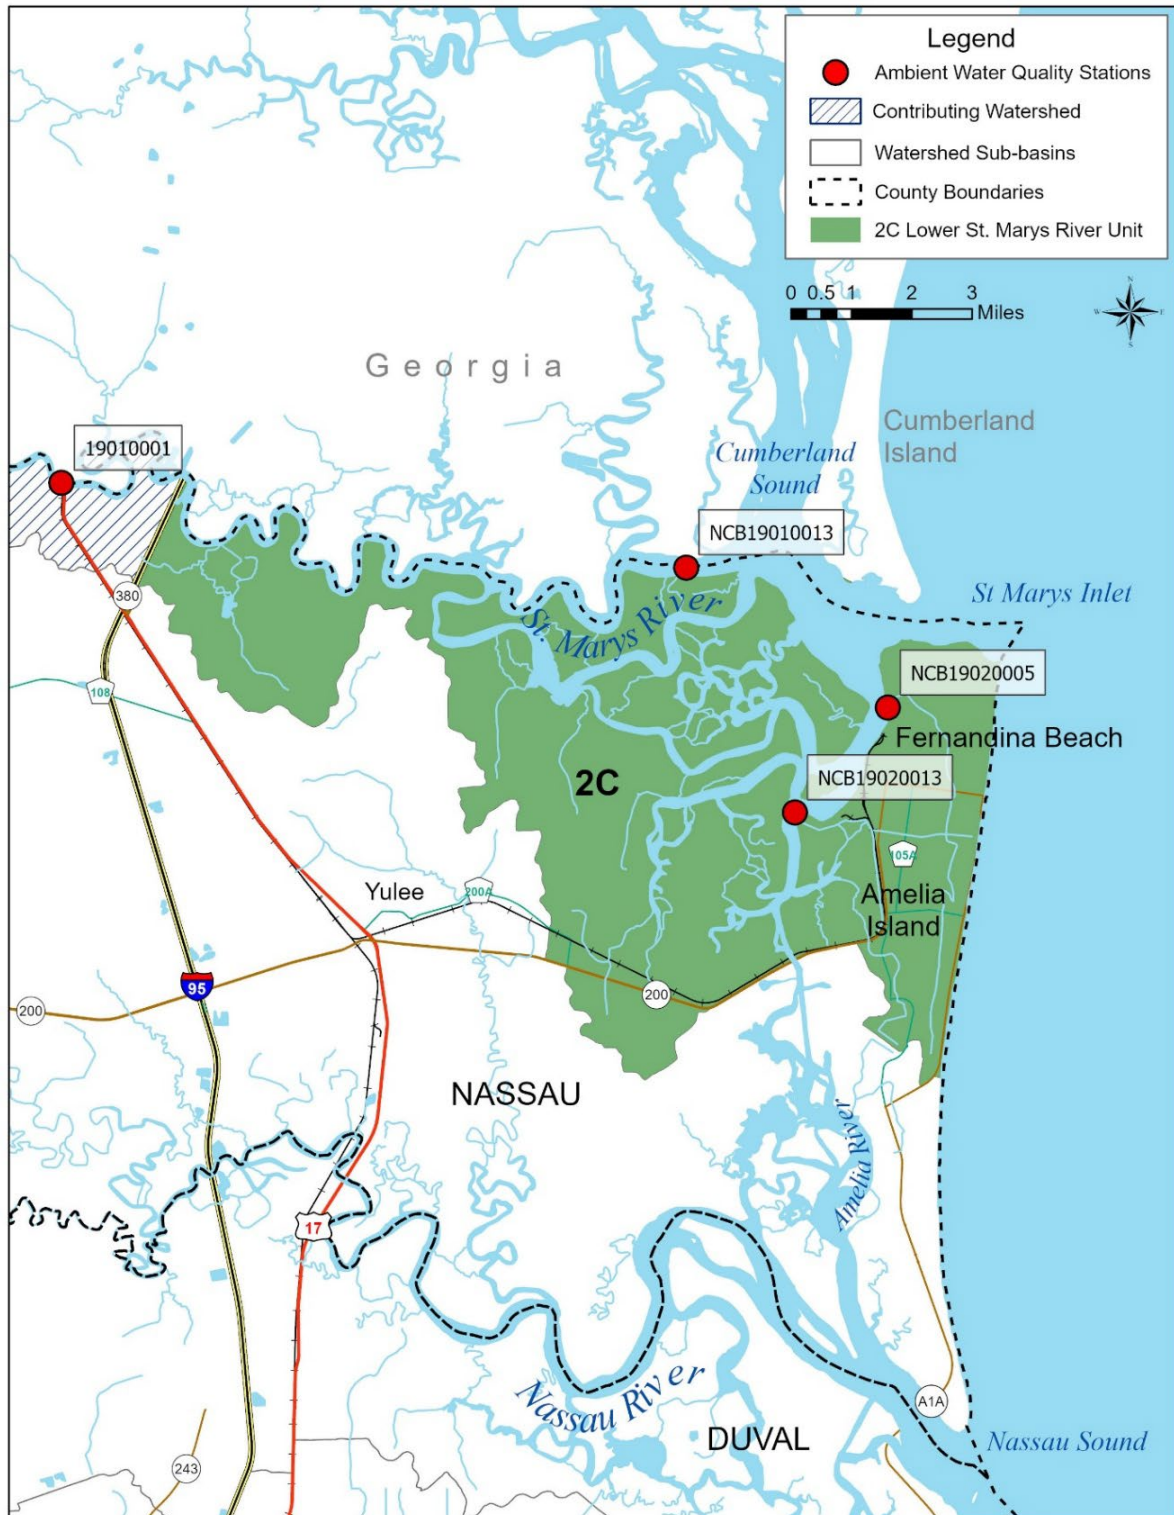 Legend
Ambient Water Quality Stations
Contributing Watershed
Watershed Sub-basins
County Boundaries
2C Lower St. Marys River Unit
0 0.5 1 2 3
Miles
N
W E
S
Georgia
Cumberland
Island
19010001
Cumberland
Sound
NCB19010013
380
St. Marys River
St Marys Inlet
NCB19020005
108
Fernandina Beach
2C
NCB19020013
105A
Yulee
200A
Amelia
Island
95
200
200
NASSAU
Amelia River
17
Nassau River
A1A
DUVAL
Nassau Sound
243